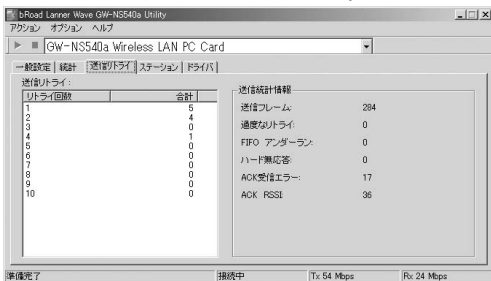 bRoad Lanner Wave GW-NS540a Utility
アクション オプション ヘルプ
GW-NS540a Wireless LAN PC Card
一般設定 統計 送信リトライ ステーション ドライバ
送信リトライ:
リトライ回数 合計
1 5
2 4
3 0
4 1
5 0
6 0
7 0
8 0
9 0
10 0
送信統計情報
送信フレーム: 284
過度なリトライ: 0
FIFO アンダーラン: 0
ハード無応答: 0
ACK受信エラー: 17
ACK RSSI: 36
準備完了 接続中 Tx 54 Mbps Rx 24 Mbps